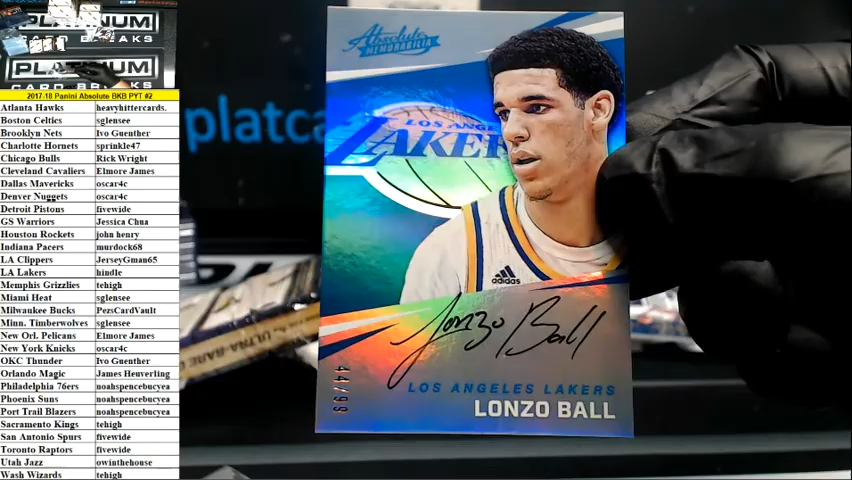 PLATINUM
CARD BREAKS
PLATINUM
CARD BREAKS
2017-18 Panini Absolute BKB PYT #2
Atlanta Hawks heavyhittercards.
Boston Celtics sglensee
Brooklyn Nets Ivo Guenther
Charlotte Hornets sprinkle47
Chicago Bulls Rick Wright
Cleveland Cavaliers Elmore James
Dallas Mavericks oscar4c
Denver Nuggets oscar4c
Detroit Pistons fivewide
GS Warriors Jessica Chua
Houston Rockets john henry
Indiana Pacers murdock68
LA Clippers JerseyGman65
LA Lakers hindle
Memphis Grizzlies tehigh
Miami Heat sglensee
Milwaukee Bucks PezsCardVault
Minn. Timberwolves sglensee
New Orl. Pelicans Elmore James
New York Knicks oscar4c
OKC Thunder Ivo Guenther
Orlando Magic James Heuverling
Philadelphia 76ers noahspencebucyea
Phoenix Suns noahspencebucyea
Port Trail Blazers noahspencebucyea
Sacramento Kings tehigh
San Antonio Spurs fivewide
Toronto Raptors fivewide
Utah Jazz owinthehouse
Wash Wizards tehigh
platca
Absolute
MEMORABILIA
LOS ANGE
LAKER
adidas
Lonzo Ball
44/99
LOS ANGELES LAKERS
LONZO BALL